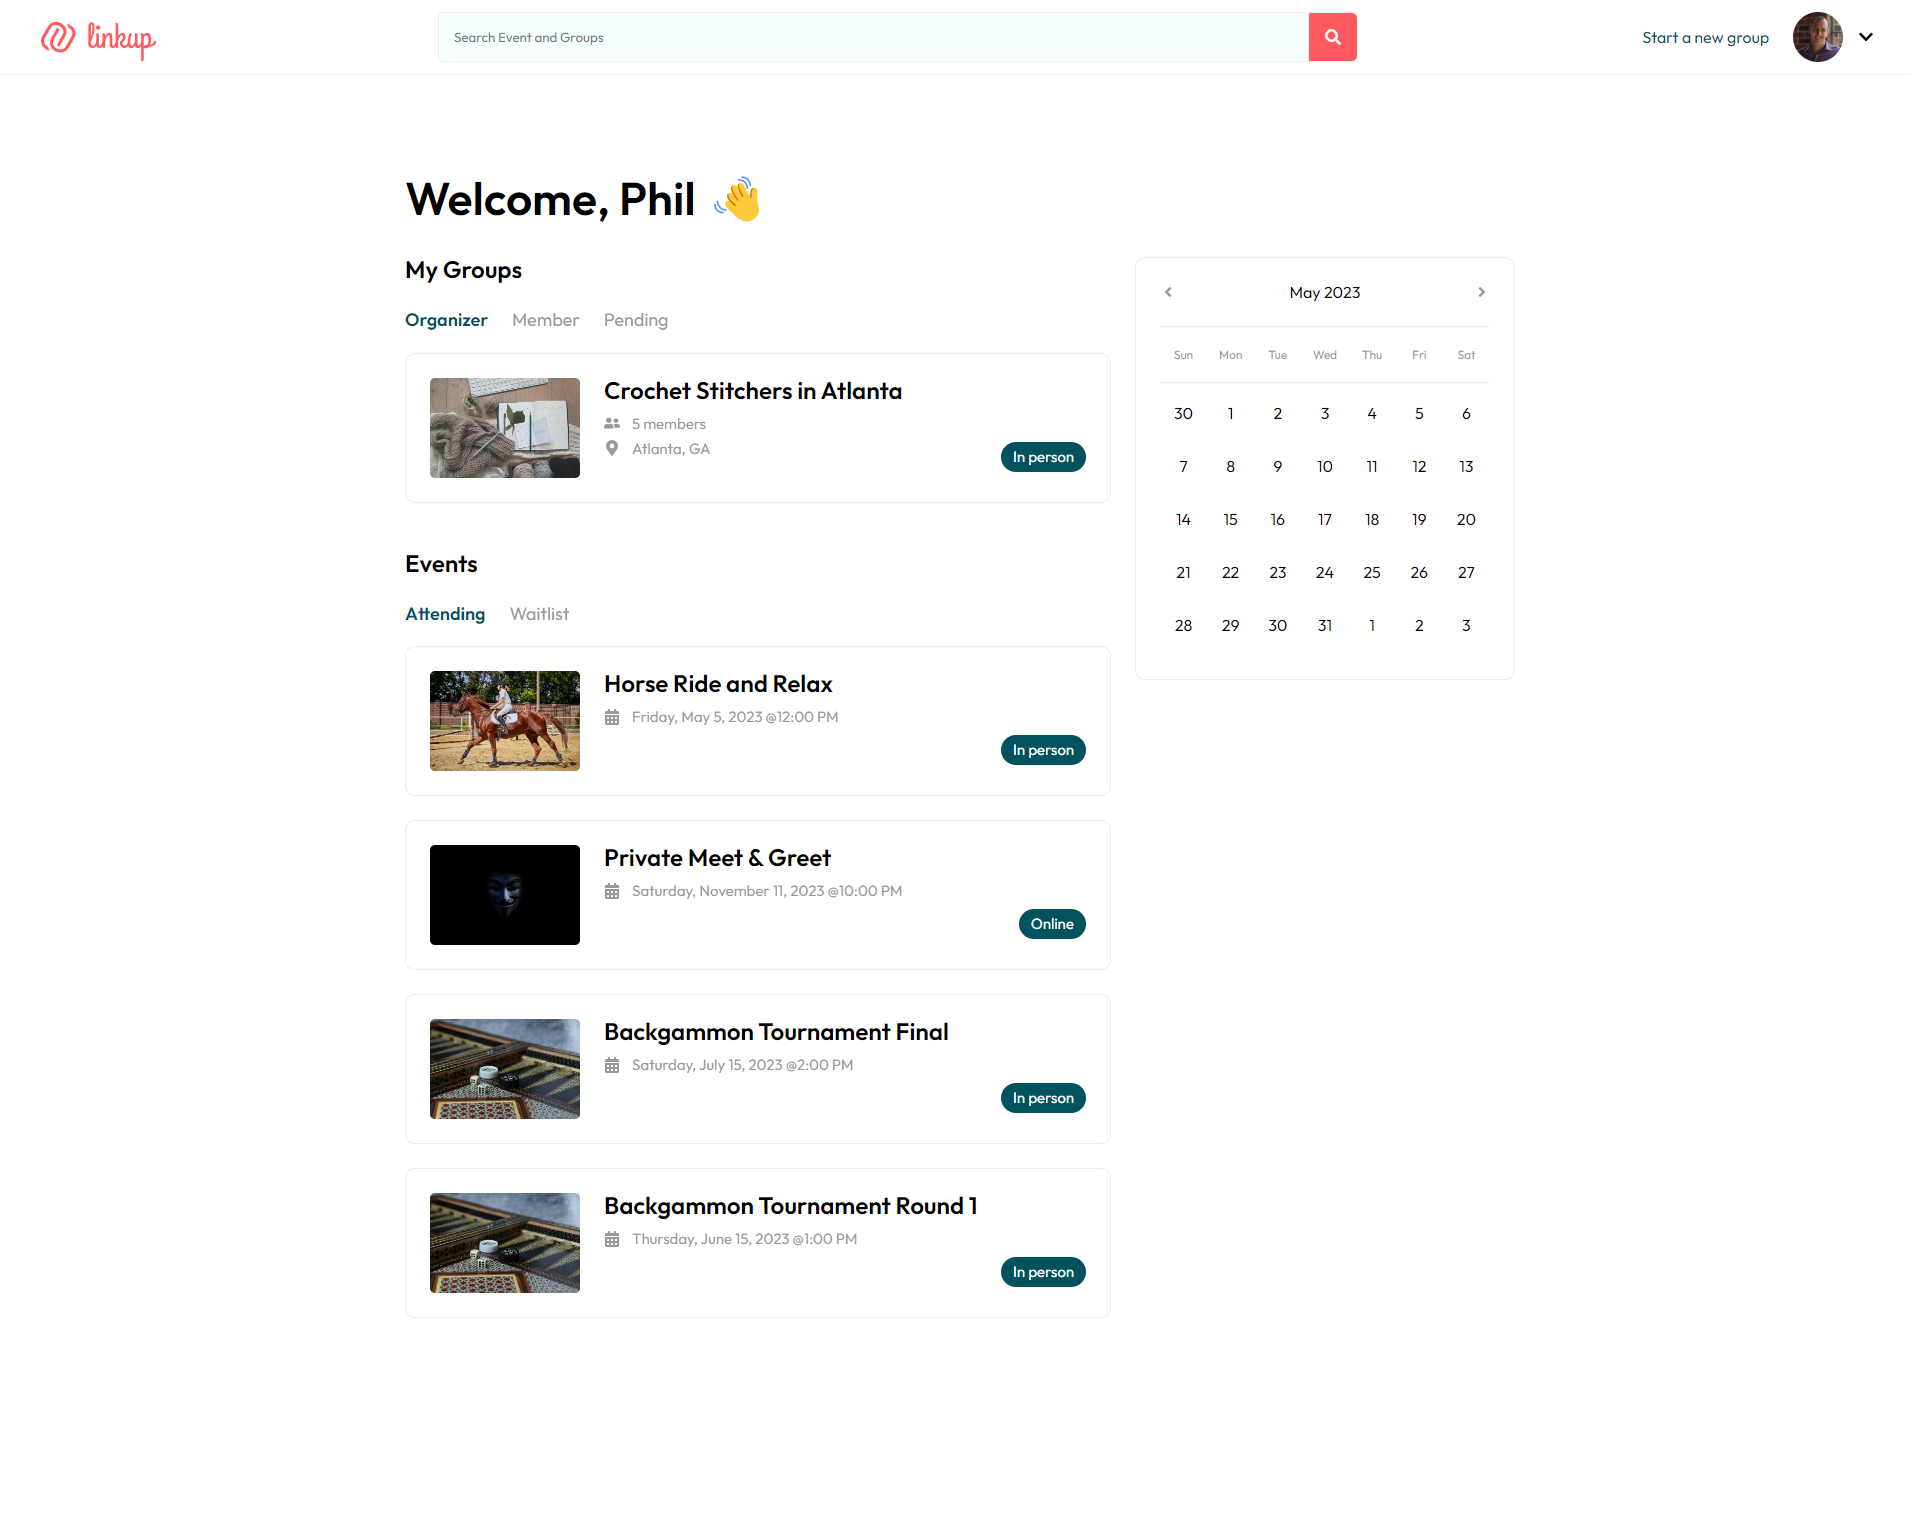 linkup
Search Event and Groups
Start a new group
Welcome, Phil 👋
My Groups
Organizer Member Pending
Crochet Stitchers in Atlanta
5 members
Atlanta, GA
In person
Events
Attending Waitlist
Horse Ride and Relax
Friday, May 5, 2023 @12:00 PM
In person
Private Meet & Greet
Saturday, November 11, 2023 @10:00 PM
Online
Backgammon Tournament Final
Saturday, July 15, 2023 @2:00 PM
In person
Backgammon Tournament Round 1
Thursday, June 15, 2023 @1:00 PM
In person
May 2023
Sun Mon Tue Wed Thu Fri Sat
30 1 2 3 4 5 6
7 8 9 10 11 12 13
14 15 16 17 18 19 20
21 22 23 24 25 26 27
28 29 30 31 1 2 3